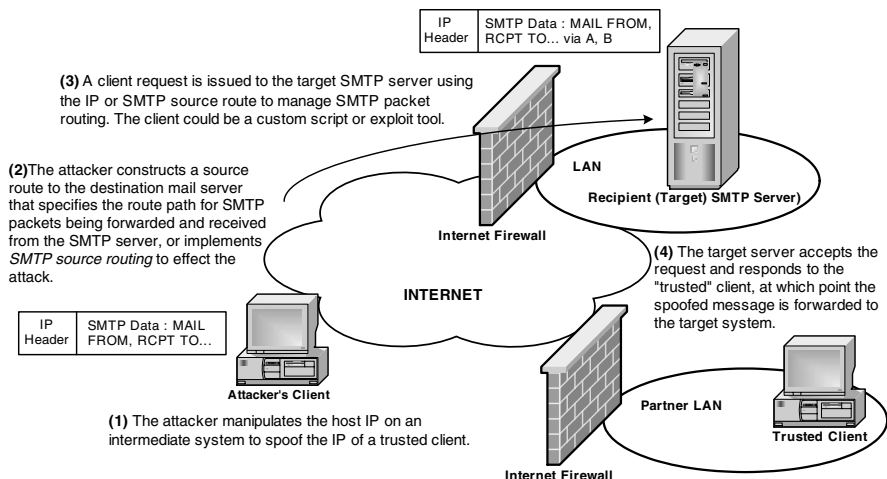 IP Header
SMTP Data : MAIL FROM,
RCPT TO... via A, B
(3) A client request is issued to the target SMTP server using
the IP or SMTP source route to manage SMTP packet
routing. The client could be a custom script or exploit tool.
(2)The attacker constructs a source
route to the destination mail server
that specifies the route path for SMTP
packets being forwarded and received
from the SMTP server, or implements
SMTP source routing to effect the
attack.
LAN
Recipient (Target) SMTP Server)
Internet Firewall
(4) The target server accepts the
request and responds to the
"trusted" client, at which point the
spoofed message is forwarded to
the target system.
INTERNET
IP Header
SMTP Data : MAIL
FROM, RCPT TO...
Attacker's Client
(1) The attacker manipulates the host IP on an
intermediate system to spoof the IP of a trusted client.
Partner LAN
Trusted Client
Internet Firewall